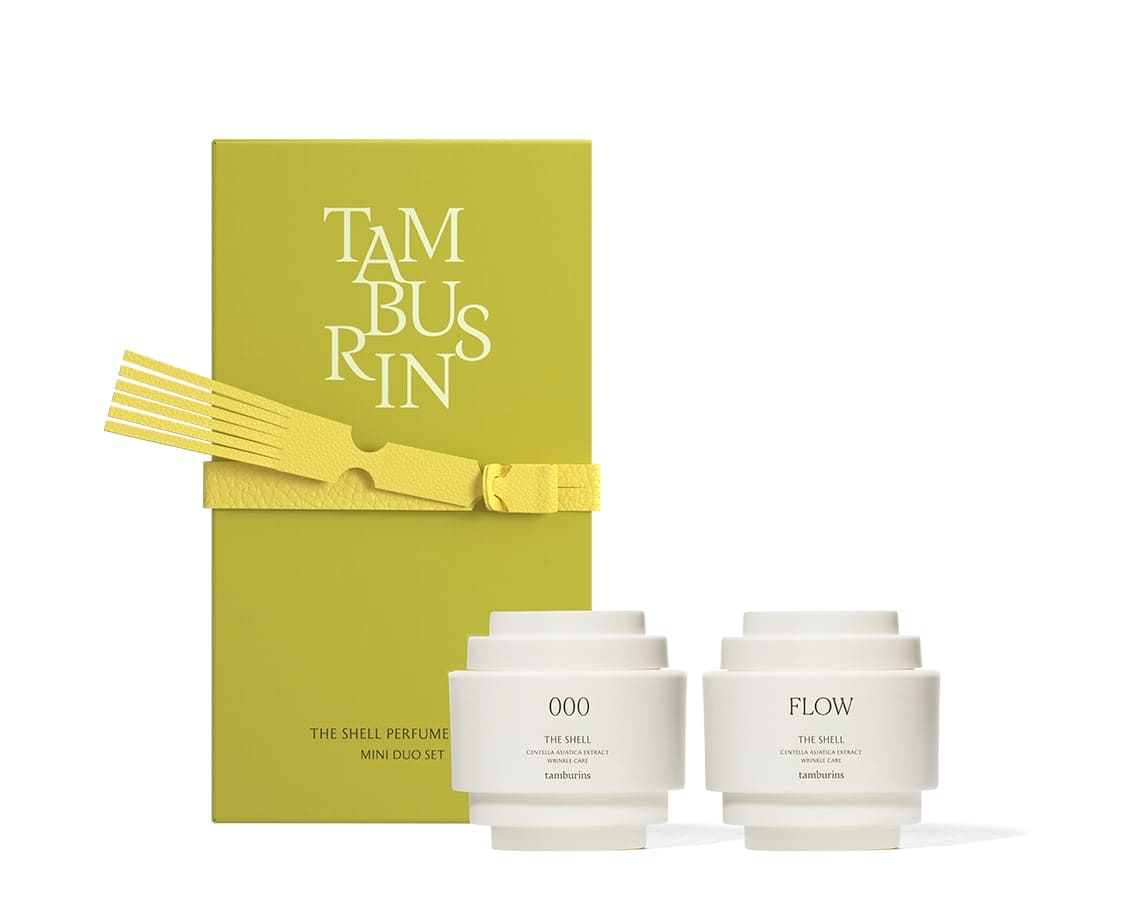 TAM
BUS
RIN
THE SHELL PERFUME
MINI DUO SET
000
THE SHELL
CENTELLA ASIATICA EXTRACT
WRINKLE CARE
tamburins
FLOW
THE SHELL
CENTELLA ASIATICA EXTRACT
WRINKLE CARE
tamburins